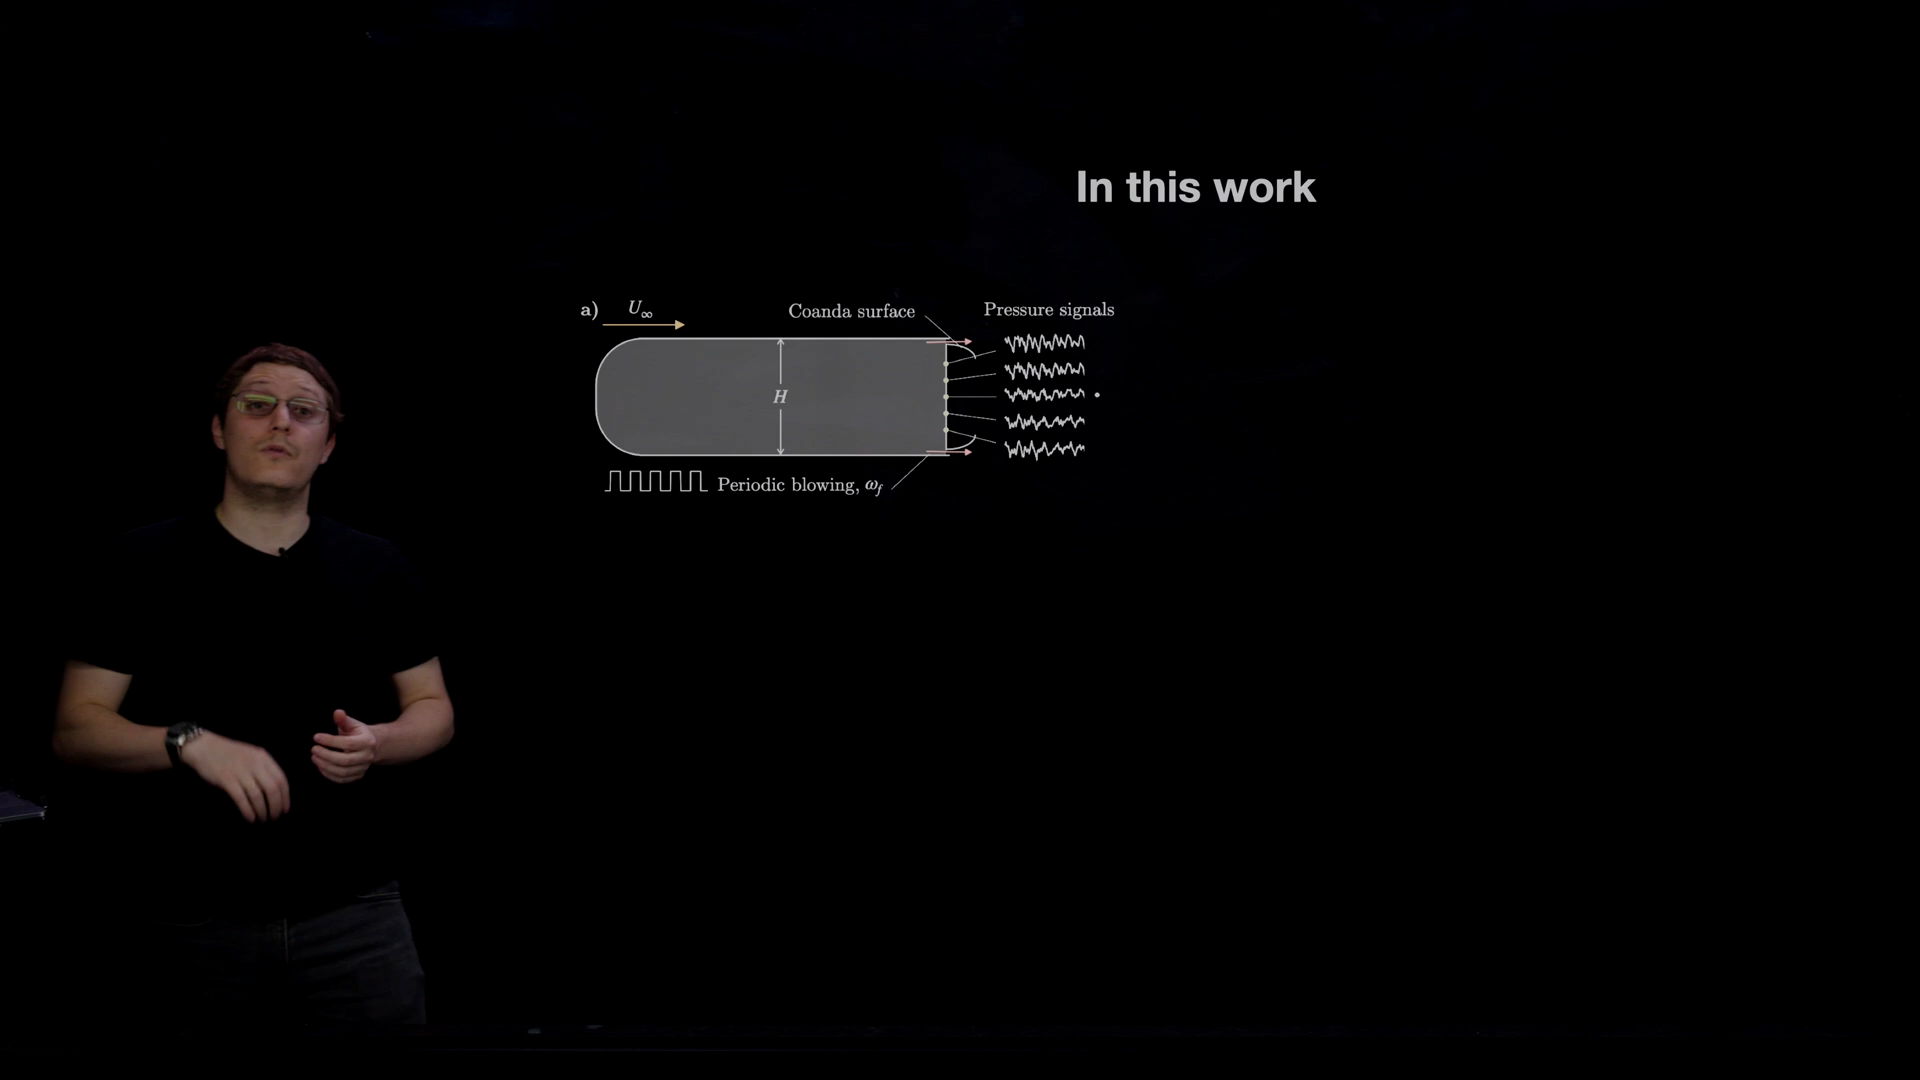 In this work
a)
U∞
Coanda surface
Pressure signals
H
Periodic blowing, ωf